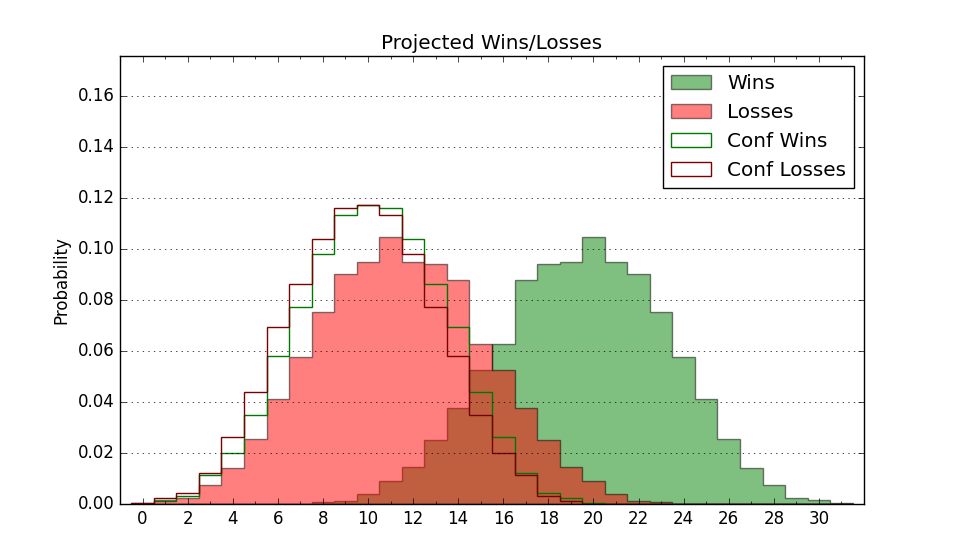 Projected Wins/Losses
Wins
Losses
Conf Wins
Conf Losses
Probability
0.16
0.14
0.12
0.10
0.08
0.06
0.04
0.02
0.00
0 2 4 6 8 10 12 14 16 18 20 22 24 26 28 30